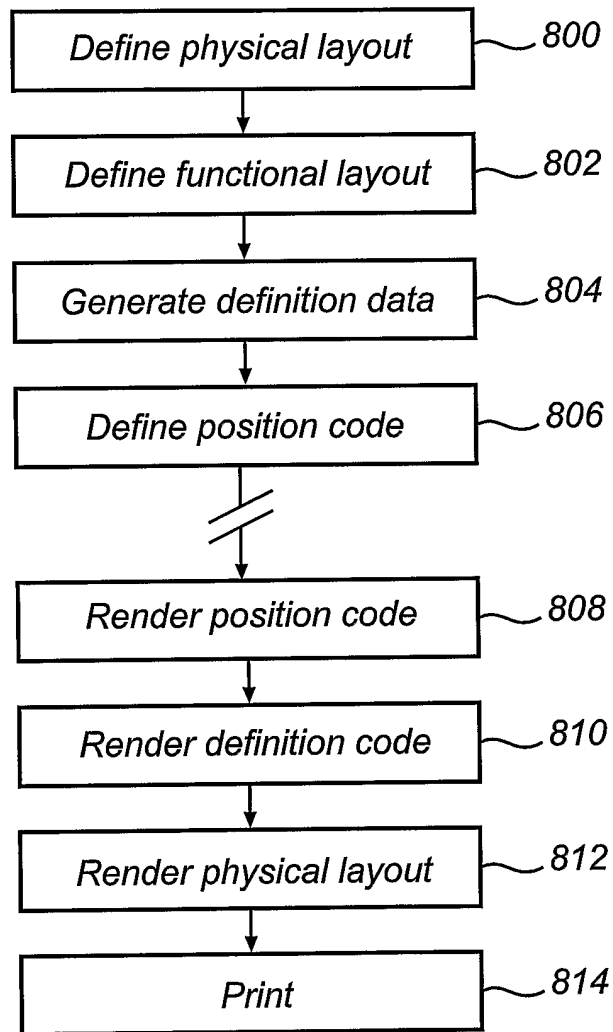 Define physical layout 800
Define functional layout 802
Generate definition data 804
Define position code 806
Render position code 808
Render definition code 810
Render physical layout 812
Print 814